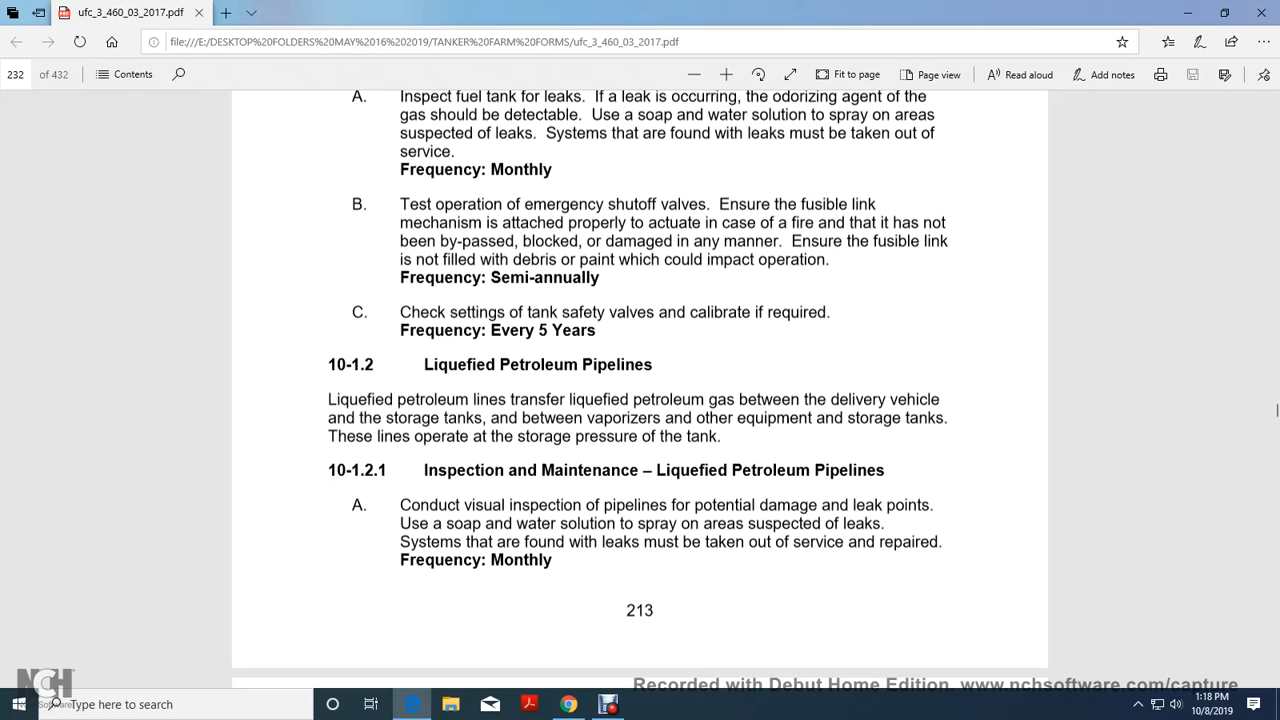 ufc_3_460_03_2017.pdf
file:///E:/DESKTOP%20FOLDERS%20MAY%2016%202019/TANKER%20FARM%20FORMS/ufc_3_460_03_2017.pdf
232 of 432 Contents Fit to page Page view Read aloud Add notes
A. Inspect fuel tank for leaks. If a leak is occurring, the odorizing agent of the
gas should be detectable. Use a soap and water solution to spray on areas
suspected of leaks. Systems that are found with leaks must be taken out of
service.
Frequency: Monthly
B. Test operation of emergency shutoff valves. Ensure the fusible link
mechanism is attached properly to actuate in case of a fire and that it has not
been by-passed, blocked, or damaged in any manner. Ensure the fusible link
is not filled with debris or paint which could impact operation.
Frequency: Semi-annually
C. Check settings of tank safety valves and calibrate if required.
Frequency: Every 5 Years
10-1.2 Liquefied Petroleum Pipelines
Liquefied petroleum lines transfer liquefied petroleum gas between the delivery vehicle
and the storage tanks, and between vaporizers and other equipment and storage tanks.
These lines operate at the storage pressure of the tank.
10-1.2.1 Inspection and Maintenance – Liquefied Petroleum Pipelines
A. Conduct visual inspection of pipelines for potential damage and leak points.
Use a soap and water solution to spray on areas suspected of leaks.
Systems that are found with leaks must be taken out of service and repaired.
Frequency: Monthly
213
NCH
Recorded with Debut Home Edition. www.nchsoftware.com/capture
Type here to search
1:18 PM
10/8/2019